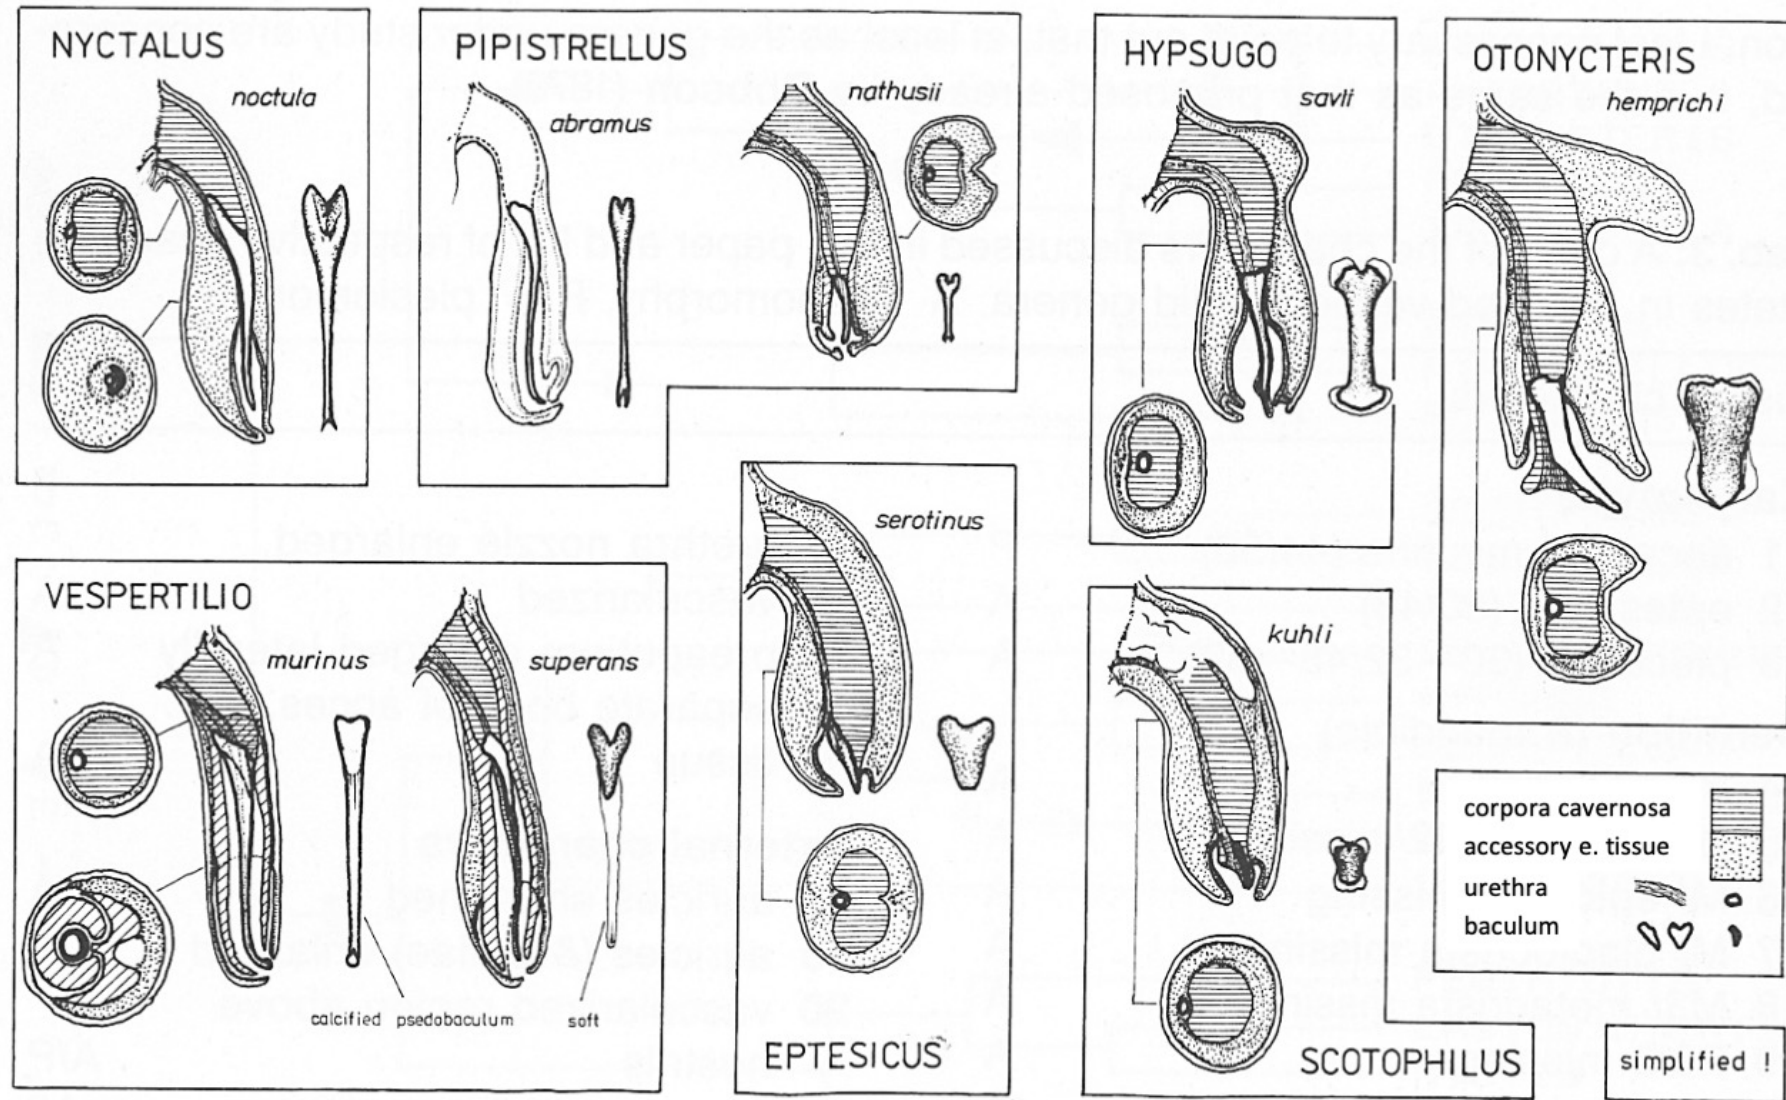 NYCTALUS
noctula
PIPISTRELLUS
abramus
nathusii
HYPSUGO
savii
OTONYCTERIS
hemprichi
VESPERTILIO
murinus
superans
calcified psedobaculum soft
serotinus
EPTESICUS
kuhli
SCOTOPHILUS
corpora cavernosa
accessory e. tissue
urethra
baculum
simplified !